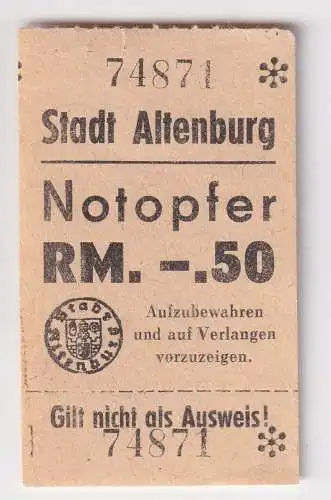 74871
Stadt Altenburg
Notopfer
RM. -.50
Aufzubewahren
und auf Verlangen
vorzuzeigen.
Gilt nicht als Ausweis!
74871